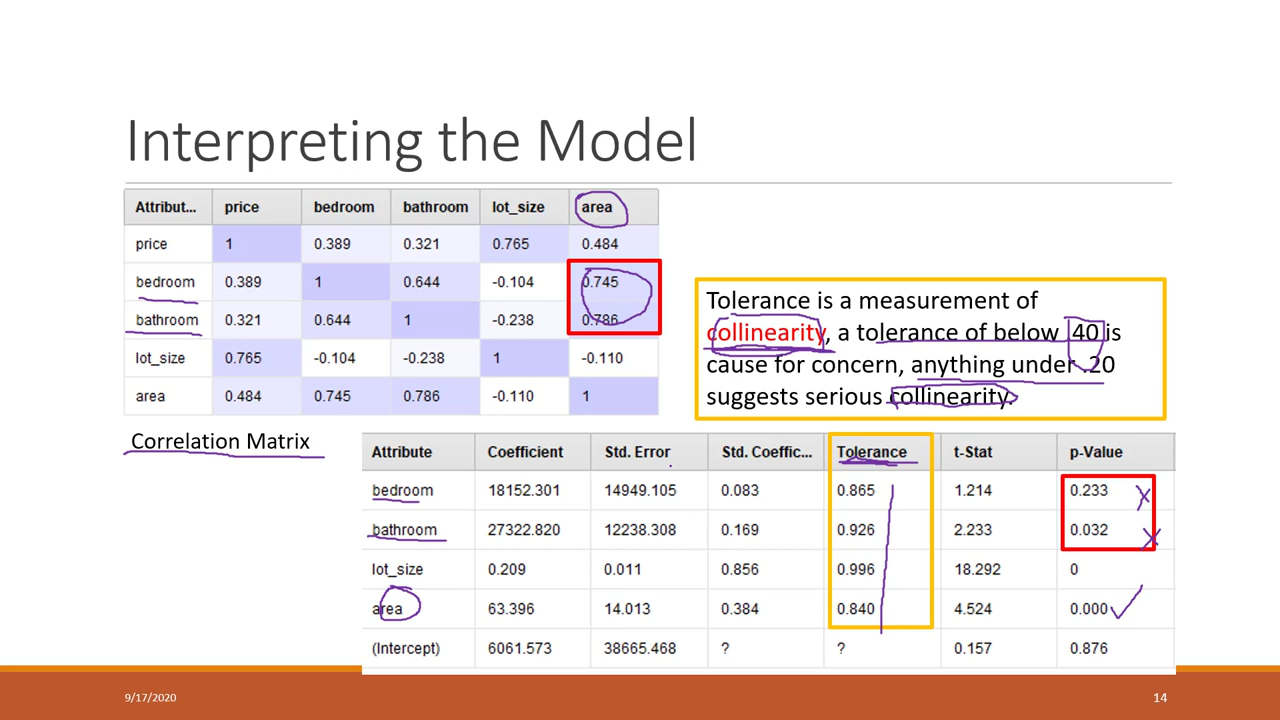 Interpreting the Model
Attribut... price bedroom bathroom lot_size area
price 1 0.389 0.321 0.765 0.484
bedroom 0.389 1 0.644 -0.104 0.745
bathroom 0.321 0.644 1 -0.238 0.786
lot_size 0.765 -0.104 -0.238 1 -0.110
area 0.484 0.745 0.786 -0.110 1
Correlation Matrix
Tolerance is a measurement of
collinearity, a tolerance of below .40 is
cause for concern, anything under .20
suggests serious collinearity.
Attribute Coefficient Std. Error Std. Coeffic... Tolerance t-Stat p-Value
bedroom 18152.301 14949.105 0.083 0.865 1.214 0.233
bathroom 27322.820 12238.308 0.169 0.926 2.233 0.032
lot_size 0.209 0.011 0.856 0.996 18.292 0
area 63.396 14.013 0.384 0.840 4.524 0.000
(Intercept) 6061.573 38665.468 ? ? 0.157 0.876
9/17/2020
14